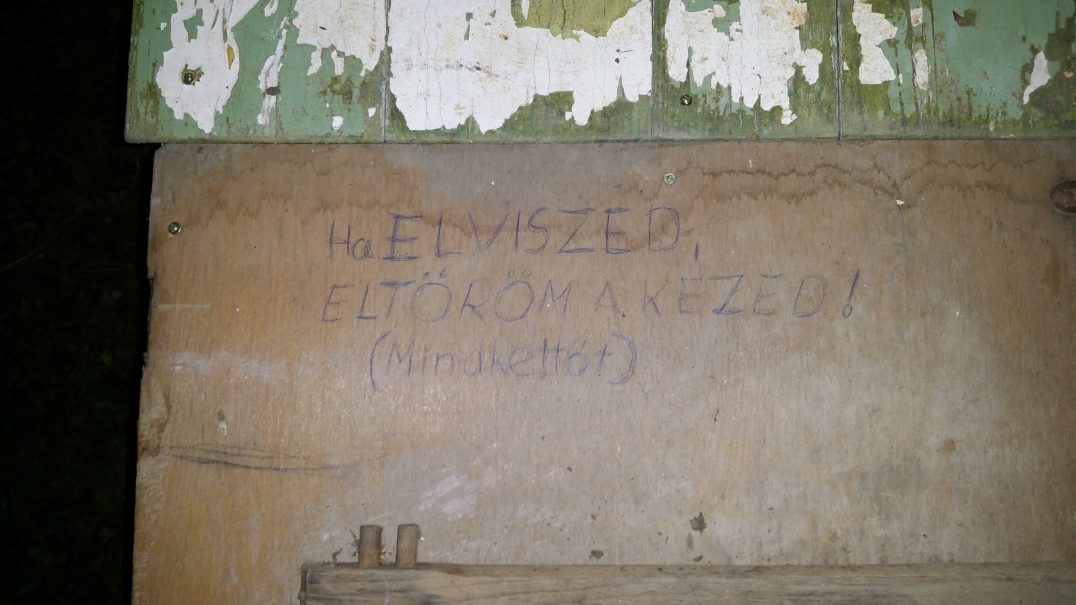 Ha ELVISZED,
ELTÖRÖM A KEZED!
(Mindkettőt)